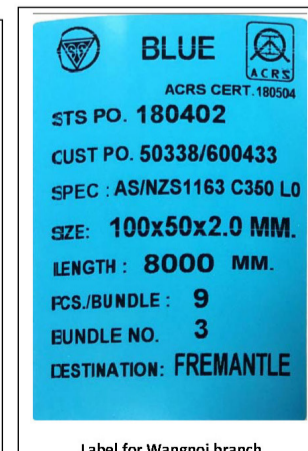 BLUE
ACRS
ACRS CERT.180504
STS PO. 180402
CUST PO. 50338/600433
SPEC : AS/NZS1163 C350 L0
SIZE: 100x50x2.0 MM.
LENGTH : 8000 MM.
PCS./BUNDLE : 9
BUNDLE NO. 3
DESTINATION: FREMANTLE
Label for Wangnoi branch